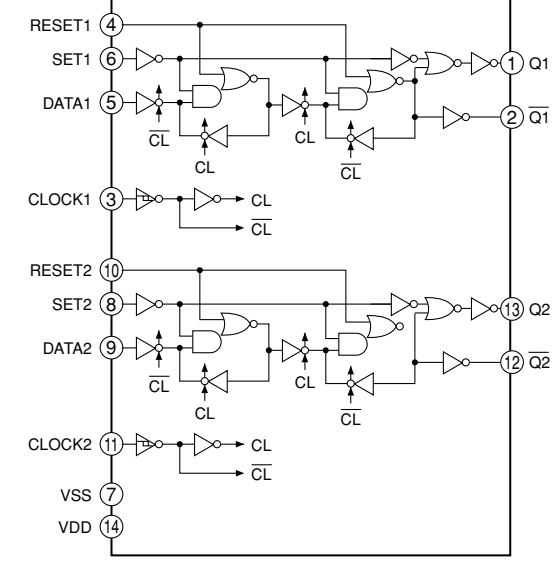 RESET1 4
SET1 6
1 Q1
DATA1 5
2 Q1
CL
CL
CL
CL
CLOCK1 3
CL
CL
RESET2 10
SET2 8
13 Q2
DATA2 9
12 Q2
CL
CL
CL
CL
CLOCK2 11
CL
CL
VSS 7
VDD 14